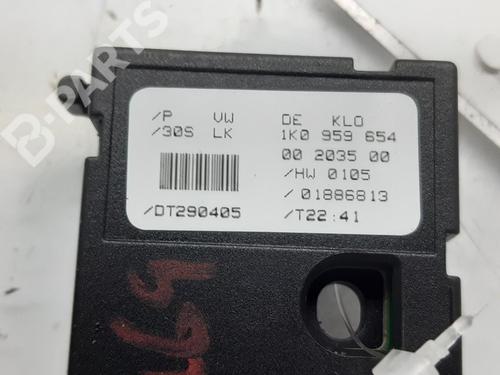 /P VW DE KLO
/30S LK 1K0 959 654
00 2035 00
/HW 0105
/01886813
/DT290405 /T22:41
B-PARTS